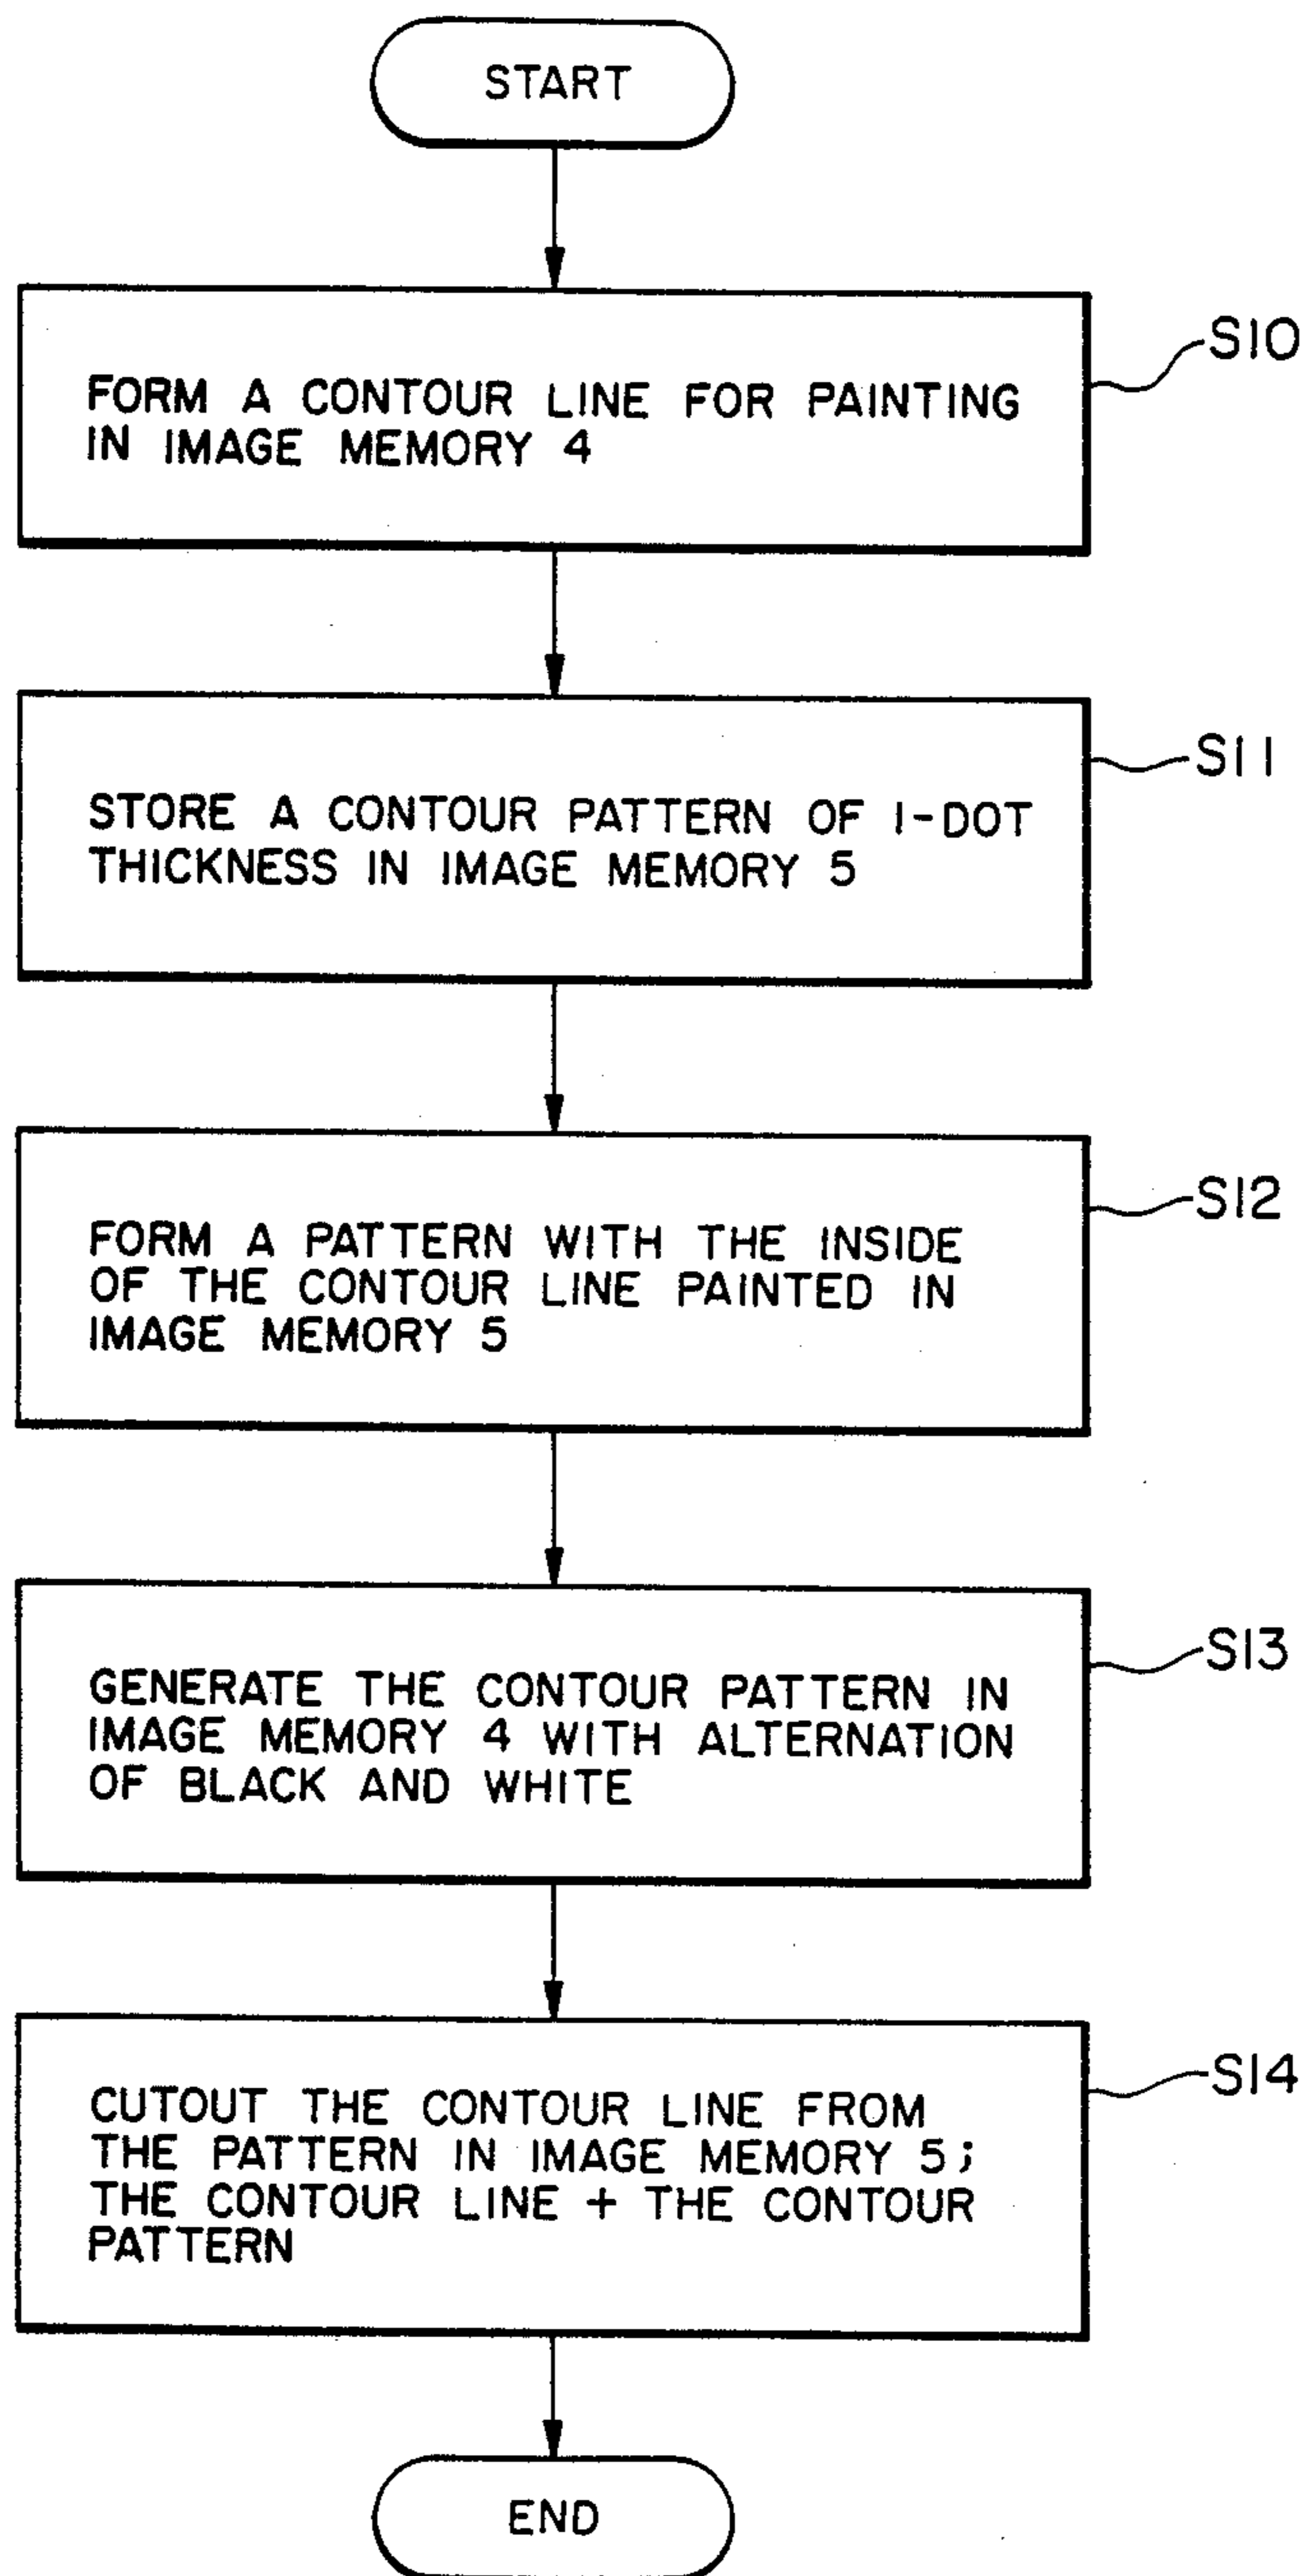 START
FORM A CONTOUR LINE FOR PAINTING
IN IMAGE MEMORY 4
S10
STORE A CONTOUR PATTERN OF 1-DOT
THICKNESS IN IMAGE MEMORY 5
S11
FORM A PATTERN WITH THE INSIDE
OF THE CONTOUR LINE PAINTED IN
IMAGE MEMORY 5
S12
GENERATE THE CONTOUR PATTERN IN
IMAGE MEMORY 4 WITH ALTERNATION
OF BLACK AND WHITE
S13
CUTOUT THE CONTOUR LINE FROM
THE PATTERN IN IMAGE MEMORY 5;
THE CONTOUR LINE + THE CONTOUR
PATTERN
S14
END